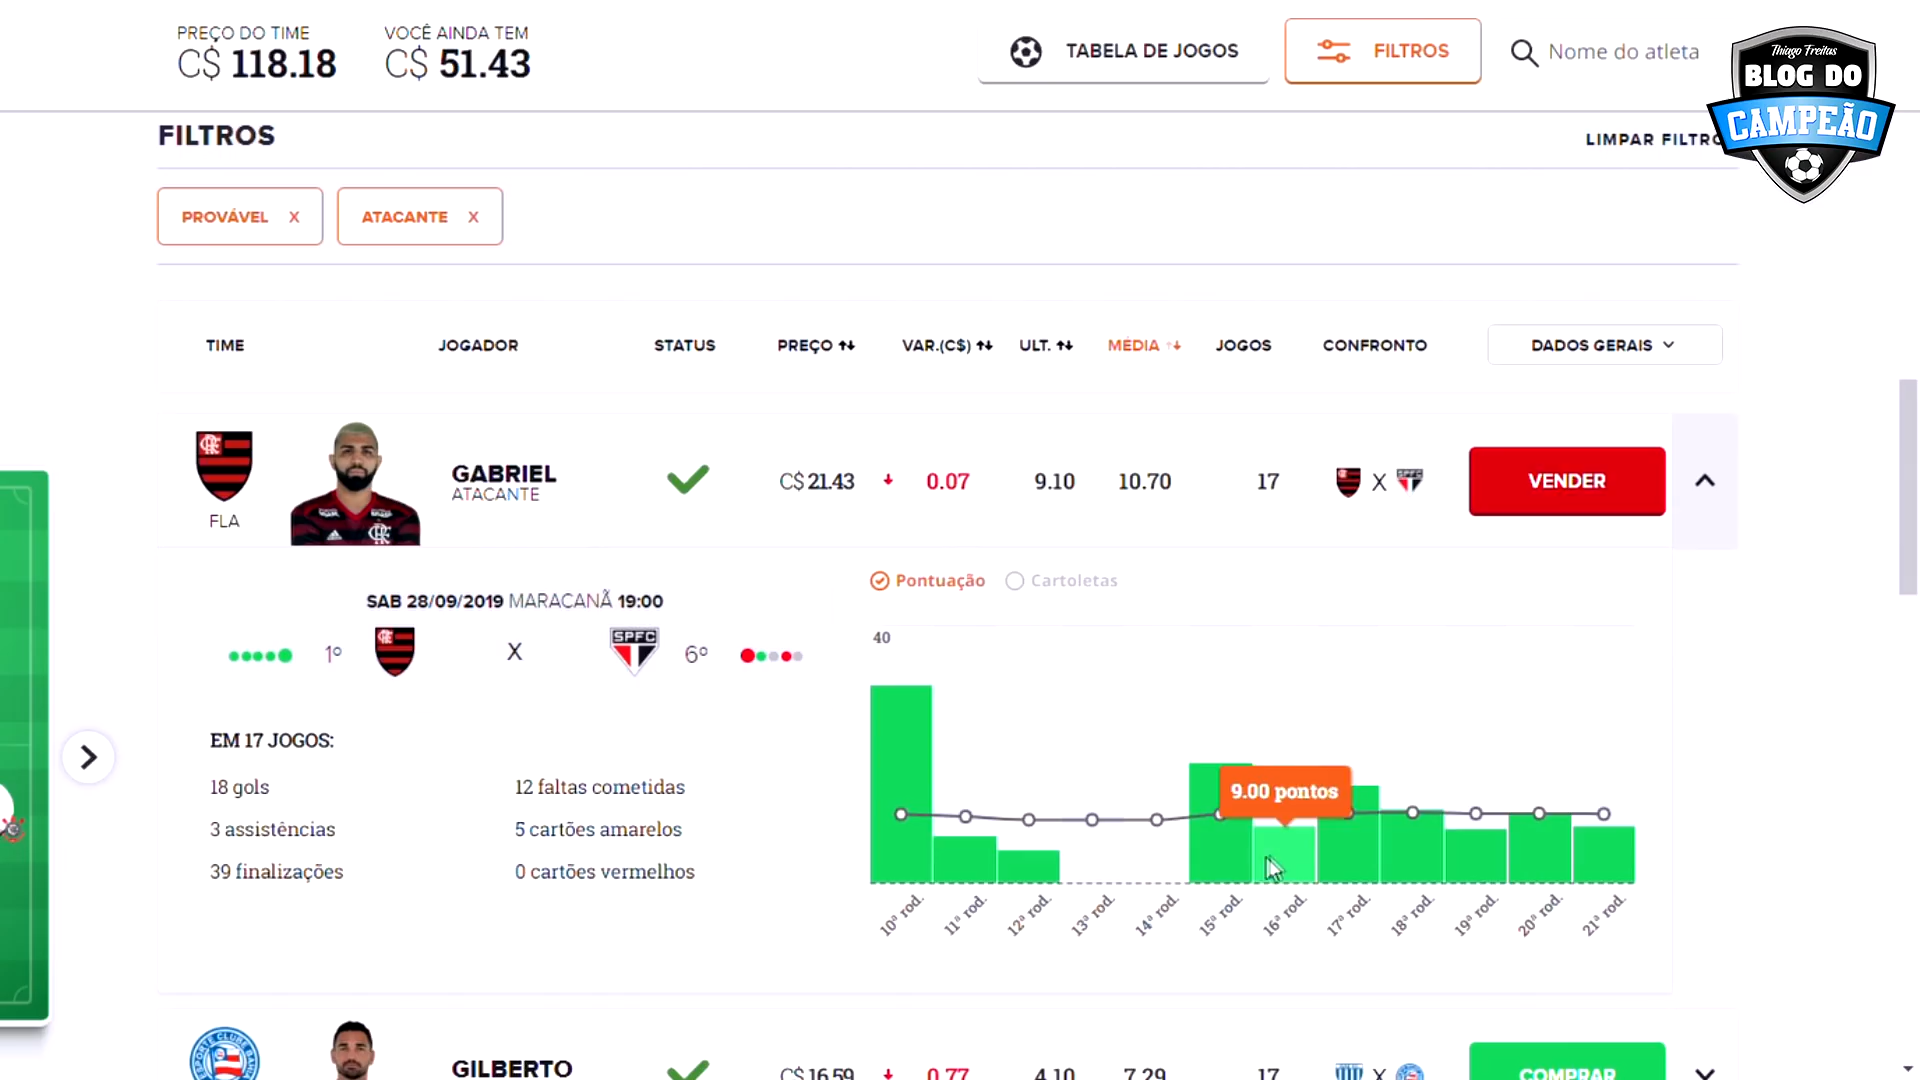 PREÇO DO TIME
C$ 118.18
VOCÊ AINDA TEM
C$ 51.43
TABELA DE JOGOS
FILTROS
Nome do atleta
Thiago Freitas
BLOG DO
CAMPEÃO
FILTROS
LIMPAR FILTRO
PROVÁVEL X
ATACANTE X
TIME
JOGADOR
STATUS
PREÇO
VAR.(C$)
ULT.
MÉDIA
JOGOS
CONFRONTO
DADOS GERAIS
FLA
GABRIEL
ATACANTE
C$ 21.43
0.07
9.10
10.70
17
X
VENDER
Pontuação
Cartoletas
SAB 28/09/2019 MARACANÃ 19:00
1º
X
SPFC
6º
40
EM 17 JOGOS:
18 gols
12 faltas cometidas
3 assistências
5 cartões amarelos
39 finalizações
0 cartões vermelhos
9.00 pontos
10ª rod.
11ª rod.
12ª rod.
13ª rod.
14ª rod.
15ª rod.
16ª rod.
17ª rod.
18ª rod.
19ª rod.
20ª rod.
21ª rod.
GILBERTO
C$ 16.59
0.77
4.10
7.29
17
X
COMPRAR